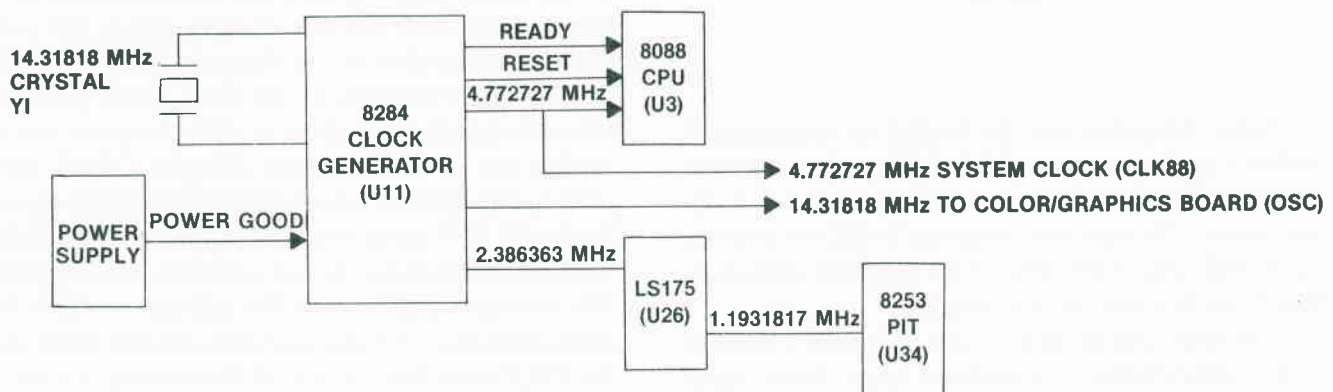 14.31818 MHz
CRYSTAL
YI
POWER
SUPPLY
POWER GOOD
8284
CLOCK
GENERATOR
(U11)
READY
RESET
4.772727 MHz
8088
CPU
(U3)
4.772727 MHz SYSTEM CLOCK (CLK88)
14.31818 MHz TO COLOR/GRAPHICS BOARD (OSC)
2.386363 MHz
LS175
(U26)
1.1931817 MHz
8253
PIT
(U34)